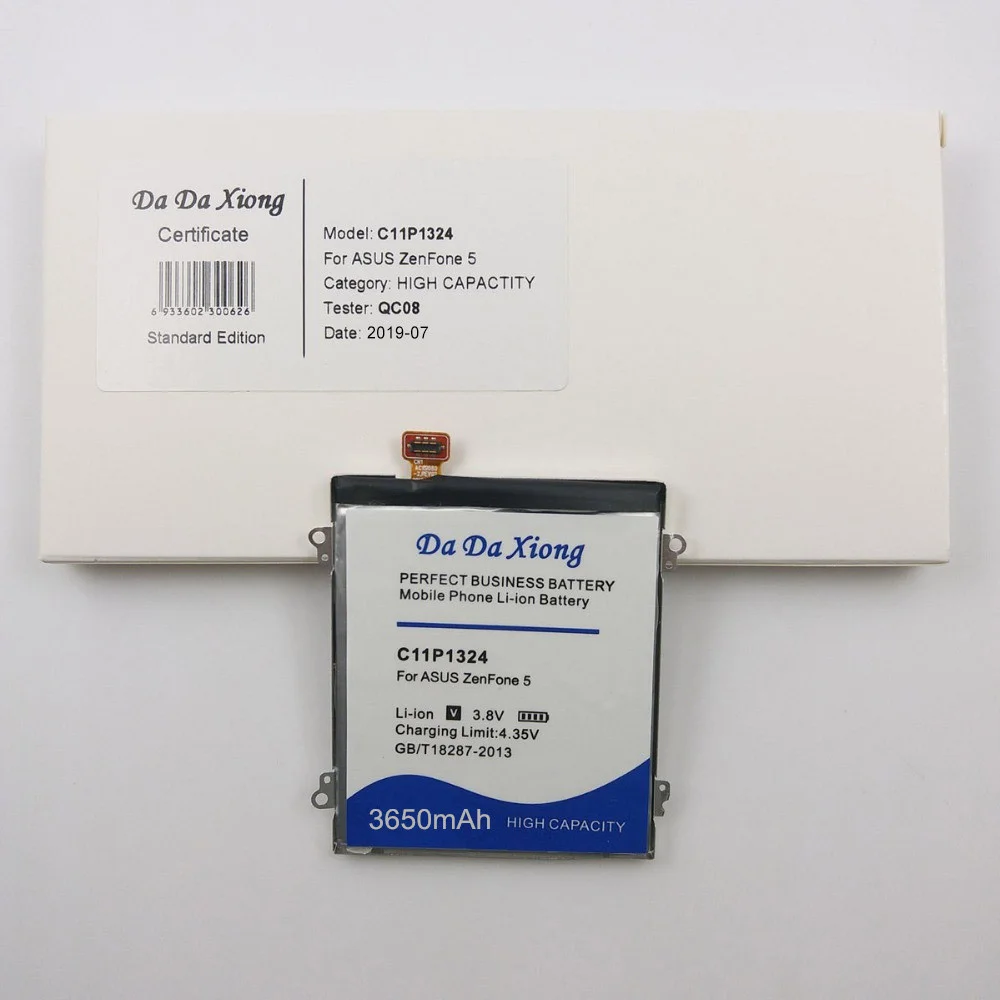 Da Da Xiong
Certificate
6 933602 300626
Standard Edition
Model: C11P1324
For ASUS ZenFone 5
Category: HIGH CAPACTITY
Tester: QC08
Date: 2019-07
Da Da Xiong
PERFECT BUSINESS BATTERY
Mobile Phone Li-ion Battery
C11P1324
For ASUS ZenFone 5
Li-ion V 3.8V
Charging Limit:4.35V
GB/T18287-2013
3650mAh HIGH CAPACITY